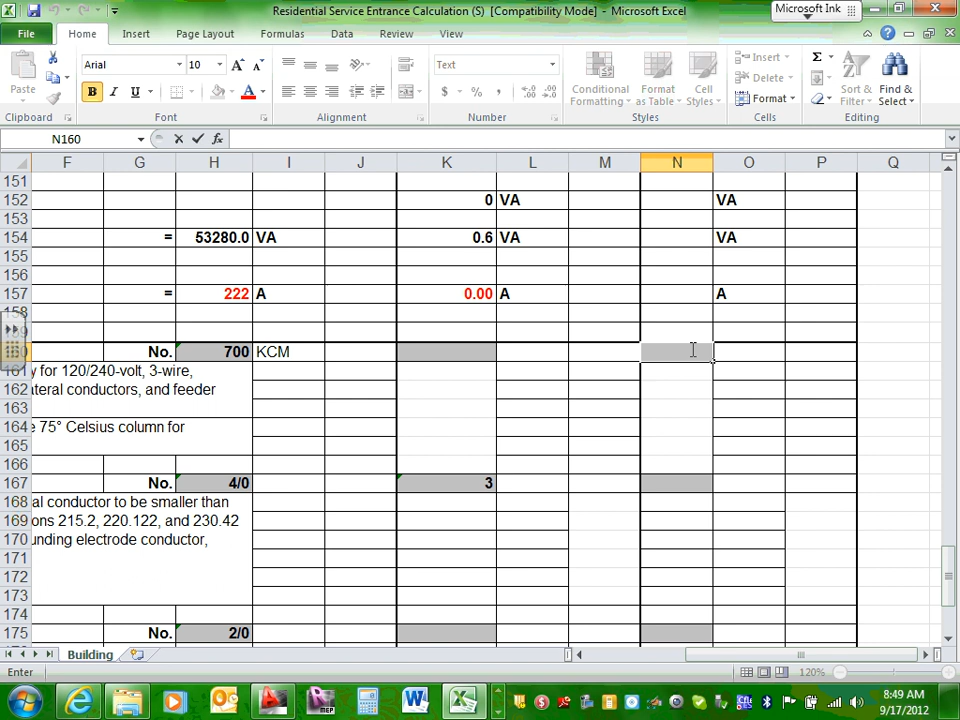 Residential Service Entrance Calculation (S) [Compatibility Mode] - Microsoft Excel
Microsoft Ink
File Home Insert Page Layout Formulas Data Review View
Paste
Arial 10
B I U
A
Text
$ % ,
Conditional Formatting
Format as Table
Cell Styles
Insert
Delete
Format
Σ
Sort & Filter
Find & Select
Clipboard Font Alignment Number Styles Cells Editing
N160 fx
F G H I J K L M N O P Q
151
152 0 VA VA
153
154 = 53280.0 VA 0.6 VA VA
155
156
157 = 222 A 0.00 A A
158
159
160 No. 700 KCM
161 y for 120/240-volt, 3-wire,
162 ateral conductors, and feeder
163
164 e 75° Celsius column for
165
166
167 No. 4/0 3
168 al conductor to be smaller than
169 ons 215.2, 220.122, and 230.42
170 unding electrode conductor,
171
172
173
174
175 No. 2/0
Building
Enter 120%
8:49 AM
9/17/2012